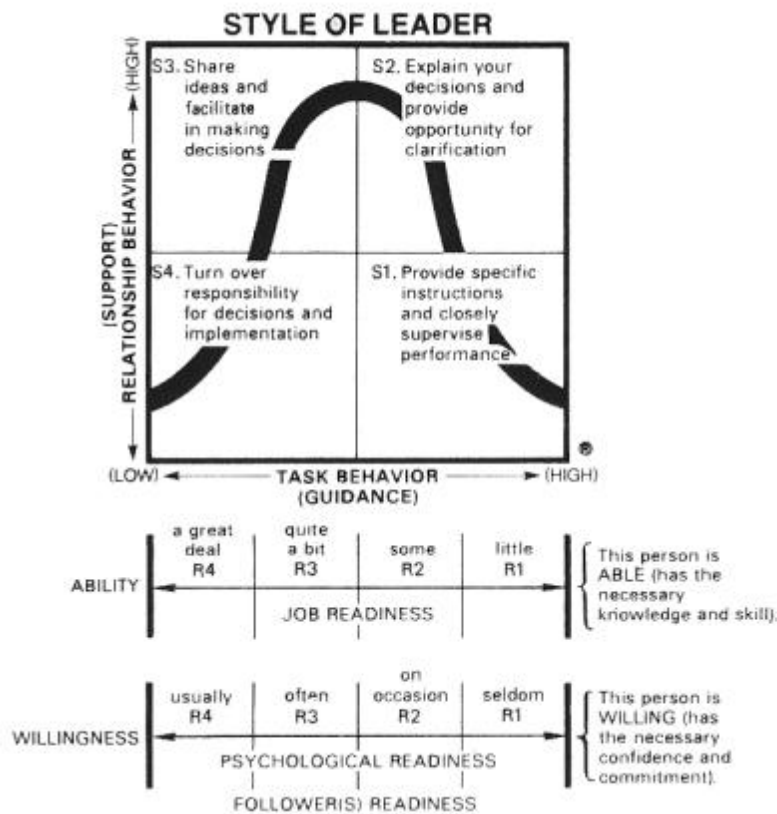 STYLE OF LEADER
(HIGH)
S3. Share
ideas and
facilitate
in making
decisions
S2. Explain your
decisions and
provide
opportunity for
clarification
(SUPPORT)
RELATIONSHIP BEHAVIOR
S4. Turn over
responsibility
for decisions and
implementation
S1. Provide specific
instructions
and closely
supervise
performance
®
(LOW)
TASK BEHAVIOR
(HIGH)
(GUIDANCE)
a great
deal
R4
quite
a bit
R3
some
R2
little
R1
ABILITY
JOB READINESS
This person is
ABLE (has the
necessary
knowledge and skill).
usually
R4
often
R3
on
occasion
R2
seldom
R1
WILLINGNESS
PSYCHOLOGICAL READINESS
This person is
WILLING (has
the necessary
confidence and
commitment).
FOLLOWER(S) READINESS